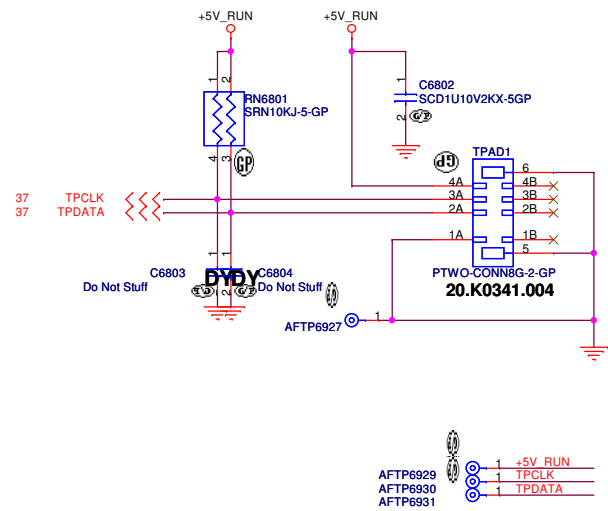 +5V_RUN
+5V_RUN
1
2
RN6801
SRN10KJ-5-GP
4
3
GP
1
C6802
SCD1U10V2KX-5GP
2
GP
GP
TPAD1
6
4A
4B
3A
3B
2A
2B
1A
1B
5
PTWO-CONN8G-2-GP
20.K0341.004
37
TPCLK
37
TPDATA
1
1
C6803
DY
DY
C6804
Do Not Stuff
Do Not Stuff
2
2
AFTP6927
1
AFTP6929
1
+5V_RUN
AFTP6930
1
TPCLK
AFTP6931
1
TPDATA